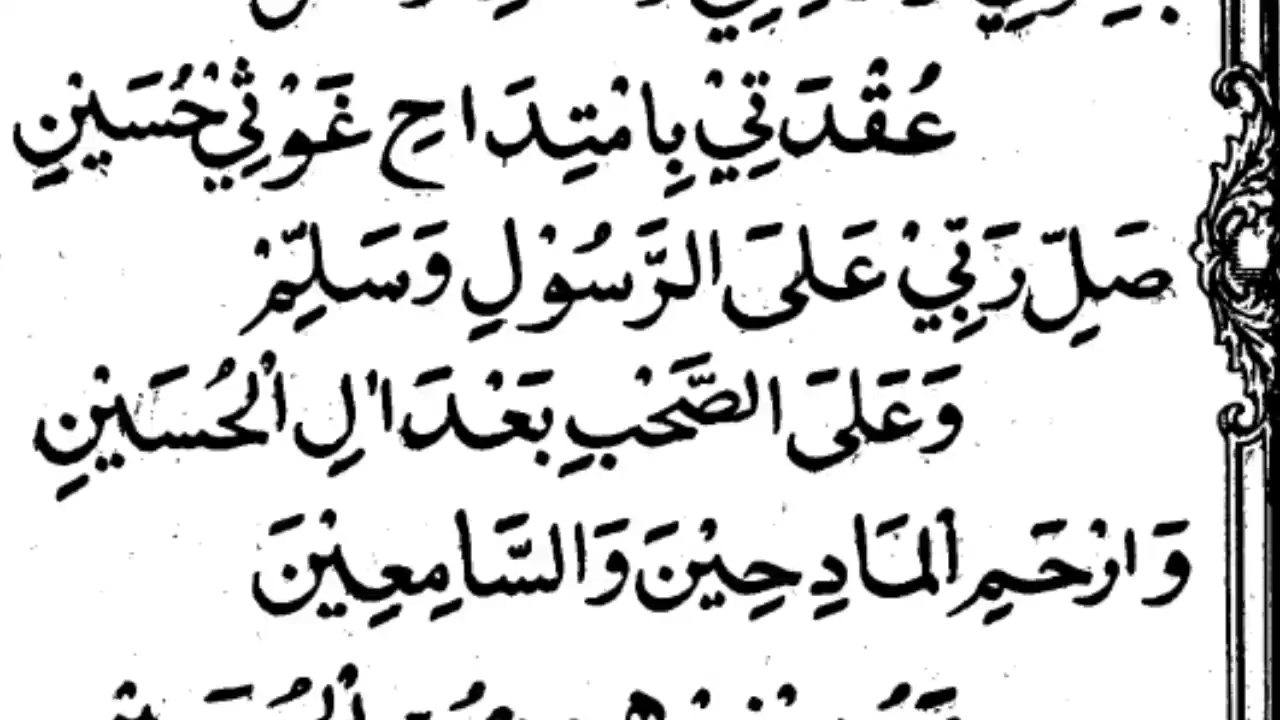 عُقْدَتِيْ بِامْتِدَاحِ غَوْثِيْ حُسَيْنٍ
صَلِّ رَبِّيْ عَلَى الرَّسُوْلِ وَسَلِّمْ
وَعَلَى الصَّحْبِ بَعْدَ اٰلِ الْحُسَيْنِ
وَارْحَمِ الْمَادِحِيْنَ وَالسَّامِعِيْنَ